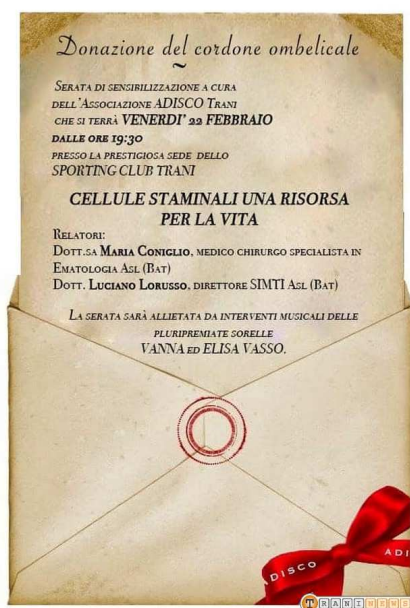 Donazione del cordone ombelicale
~
Serata di sensibilizzazione a cura
dell'Associazione ADISCO Trani
che si terrà VENERDI' 22 FEBBRAIO
DALLE ORE 19:30
presso la prestigiosa sede dello
SPORTING CLUB TRANI
CELLULE STAMINALI UNA RISORSA
PER LA VITA
Relatori:
Dott.sa Maria Coniglio, medico chirurgo specialista in
Ematologia Asl (Bat)
Dott. Luciano Lorusso, direttore SIMTI Asl (Bat)
La serata sarà allietata da interventi musicali delle
pluripremiate sorelle
VANNA ed ELISA VASSO.
ADISCO
ADI